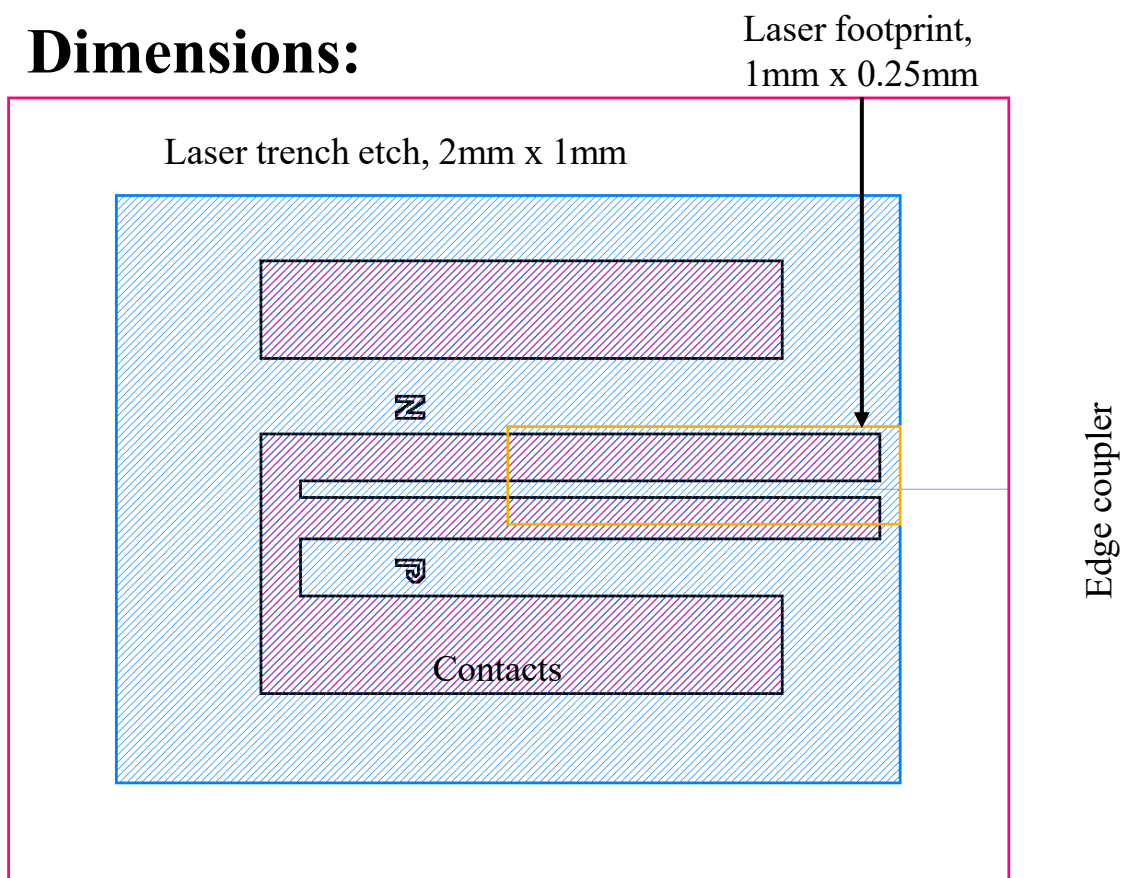 Dimensions:
Laser footprint,
1mm x 0.25mm
Laser trench etch, 2mm x 1mm
N
P
Contacts
Edge coupler